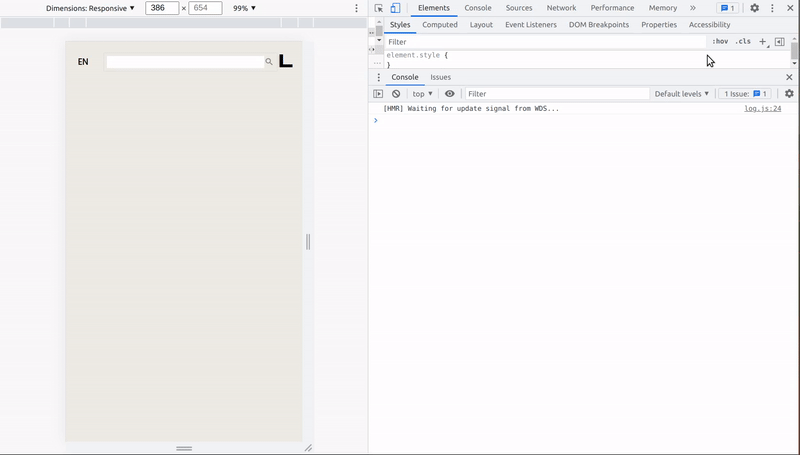 Dimensions: Responsive 386 × 654 99%
EN
Elements Console Sources Network Performance Memory » 1
Styles Computed Layout Event Listeners DOM Breakpoints Properties Accessibility
Filter :hov .cls
element.style {
}
Console Issues
top Filter Default levels 1 Issue: 1
[HMR] Waiting for update signal from WDS... log.js:24